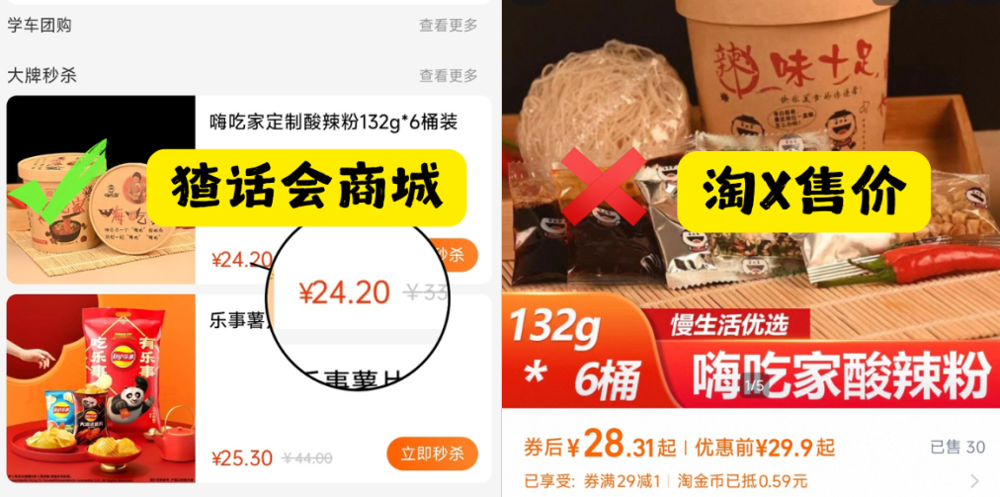 学车团购
查看更多
大牌秒杀
查看更多
嗨吃家定制酸辣粉132g*6桶装
猹话会商城
¥24.20
秒杀
¥24.20 ¥33
乐事薯片
乐事薯
吃乐事
有乐事
¥25.30 ¥44.00
立即秒杀
辣
一味十足
淘X售价
132g
* 6桶
慢生活优选
嗨吃家酸辣粉
1/5
券后¥28.31起 优惠前¥29.9起
已售 30
已享受: 券满29减1 淘金币已抵0.59元